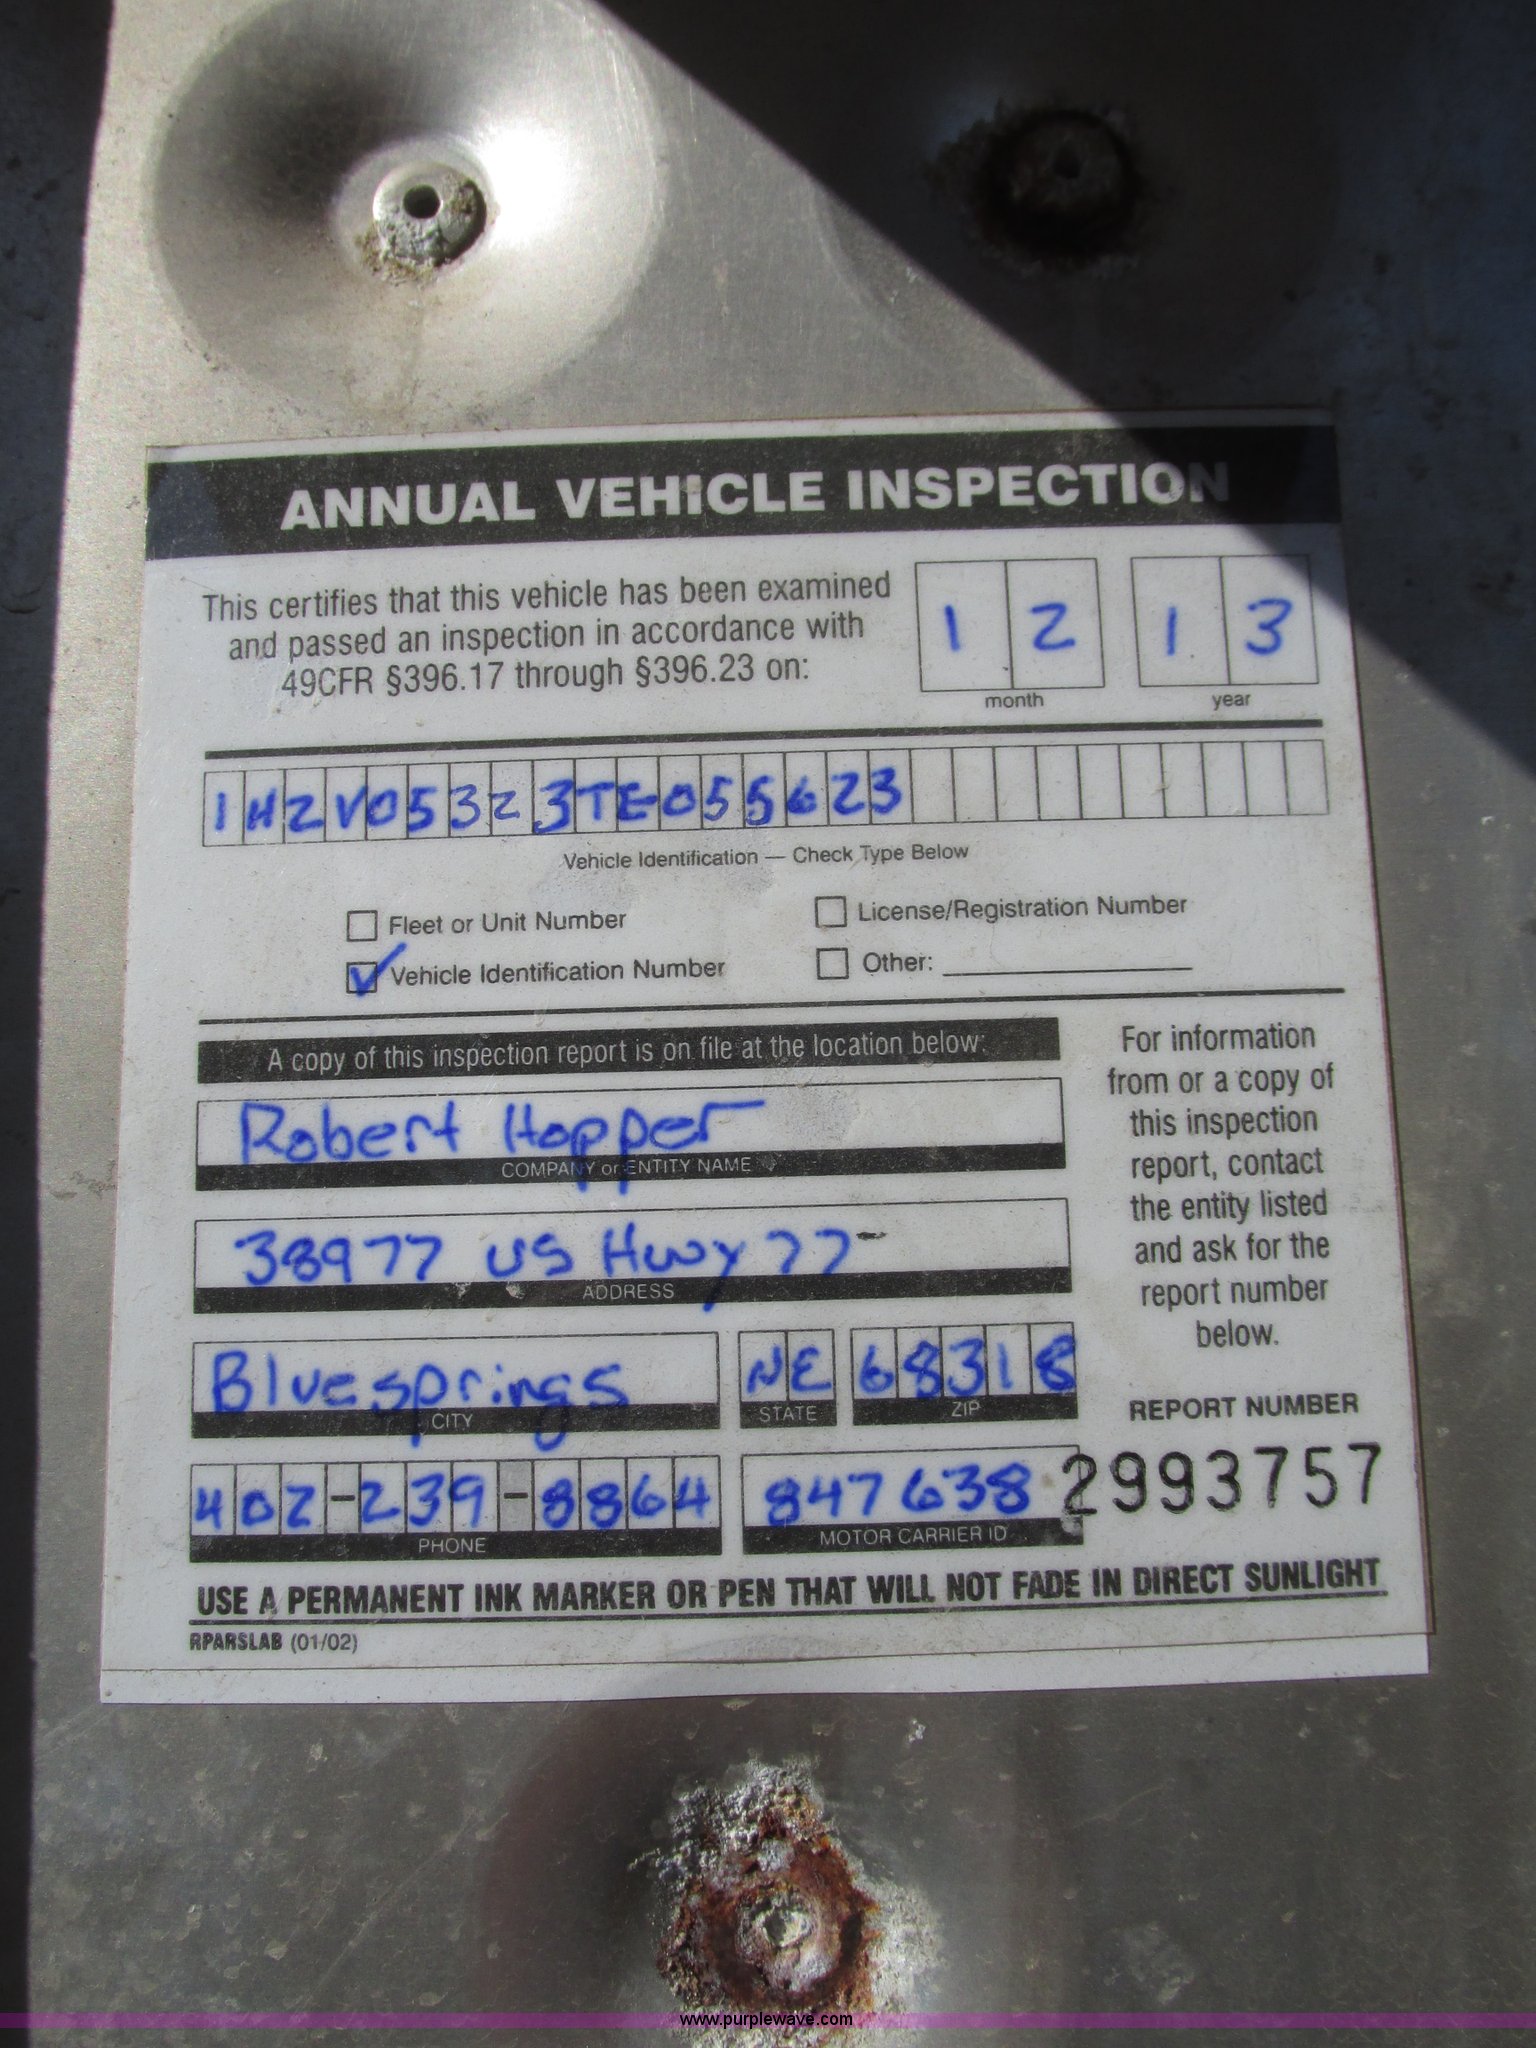 ANNUAL VEHICLE INSPECTION
This certifies that this vehicle has been examined
and passed an inspection in accordance with
49CFR §396.17 through §396.23 on:
1 2 1 3
month year
1H2V05323TE055623
Vehicle Identification — Check Type Below
Fleet or Unit Number
License/Registration Number
Vehicle Identification Number
Other:
A copy of this inspection report is on file at the location below:
Robert Hopper
COMPANY or ENTITY NAME
38977 US Hwy 77
ADDRESS
Bluesprings NE 68318
CITY STATE ZIP
402-239-8864 847638
PHONE MOTOR CARRIER ID
For information
from or a copy of
this inspection
report, contact
the entity listed
and ask for the
report number
below.
REPORT NUMBER
2993757
USE A PERMANENT INK MARKER OR PEN THAT WILL NOT FADE IN DIRECT SUNLIGHT
RPARSLAB (01/02)
www.purplewave.com